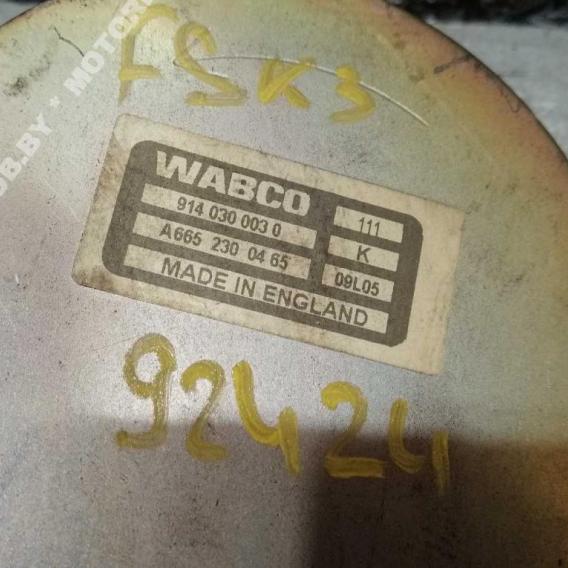 FSK3
WABCO
914 030 003 0 111
A665 230 04 65 K
MADE IN ENGLAND 09L05
92424